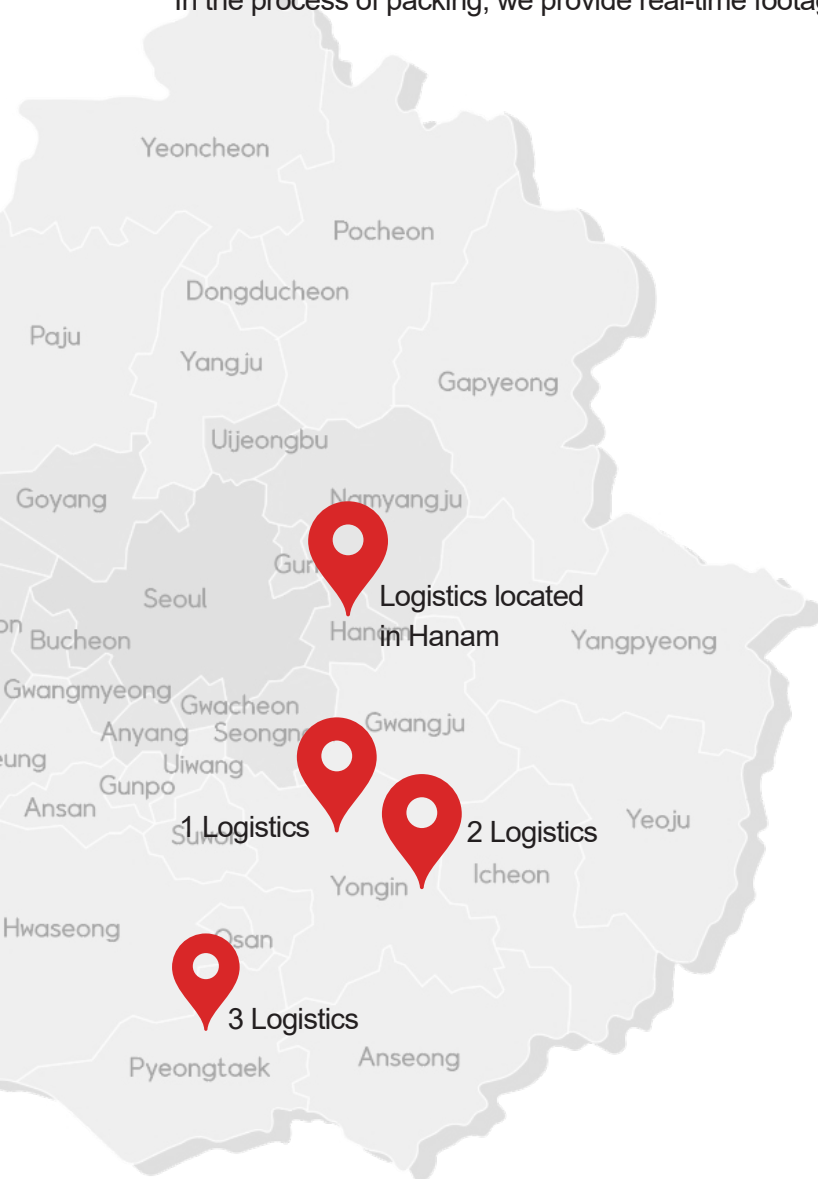 In the process of packing, we provide real-time
Yeoncheon
Pocheon
Dongducheon
Paju
Yangju
Gapyeong
Uijeongbu
Goyang
Namyangju
Seoul
Logistics located
in Hanam
Bucheon
Yangpyeong
Gwangmyeong
Gwacheon
Gwangju
Anyang
Uiwang
Gunpo
Ansan
1 Logistics
2 Logistics
Yeoju
Icheon
Yongin
Hwaseong
Osan
3 Logistics
Pyeongtaek
Anseong